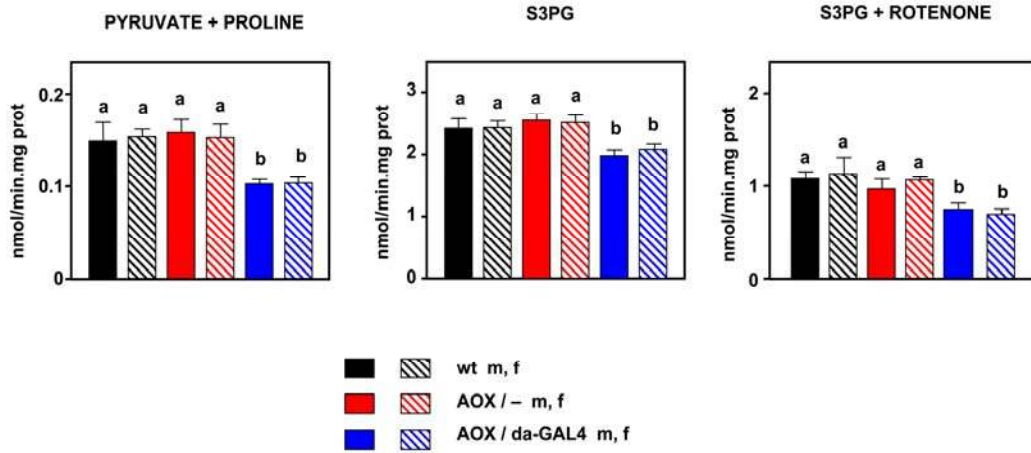 PYRUVATE + PROLINE
nmol/min.mg prot
0.2
0.1
0
a
a
a
a
b
b
S3PG
nmol/min.mg prot
3
2
1
0
a
a
a
a
b
b
S3PG + ROTENONE
nmol/min.mg prot
2
1
0
a
a
a
a
b
b
wt m, f
AOX / – m, f
AOX / da-GAL4 m, f